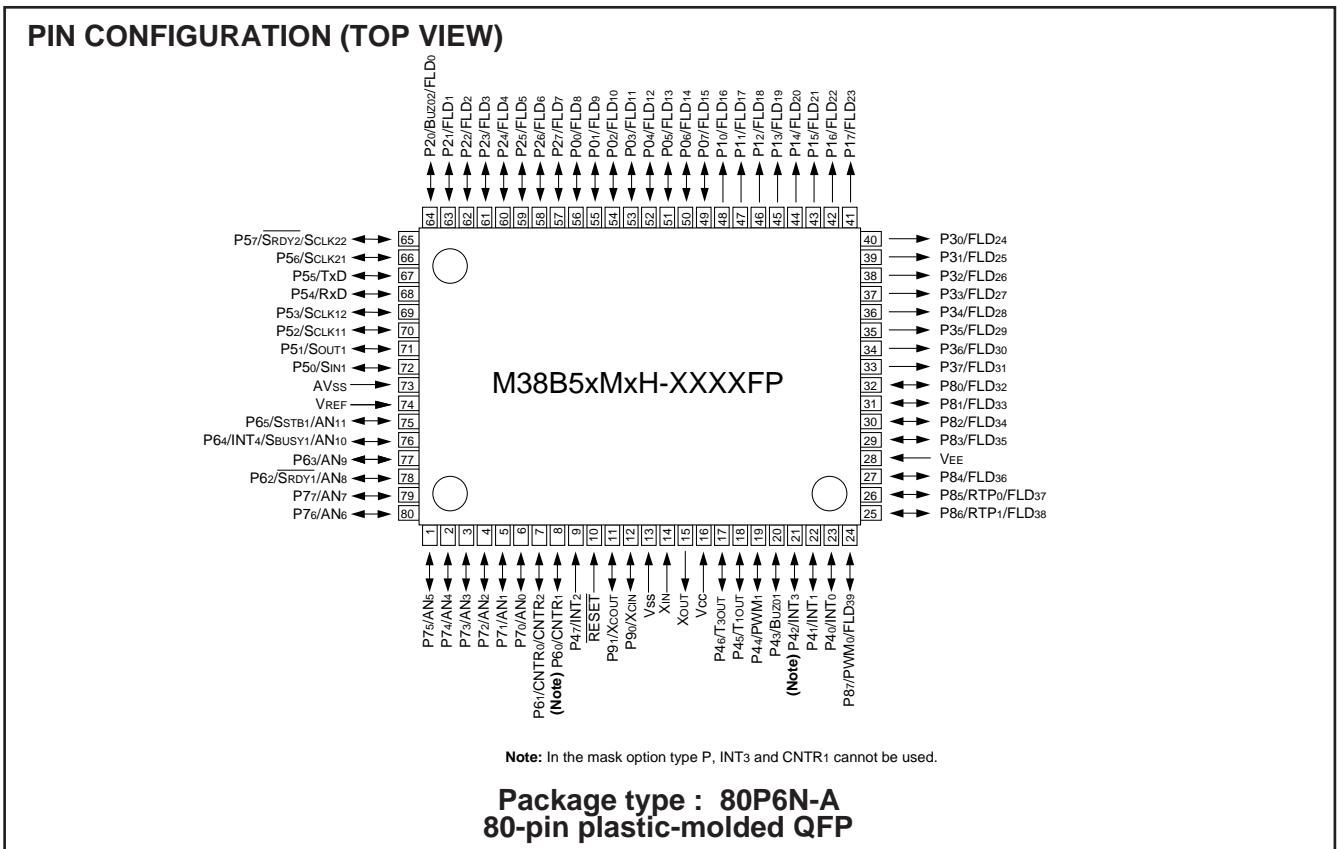 PIN CONFIGURATION (TOP VIEW)
P20/BUZ02/FLD0
P21/FLD1
P22/FLD2
P23/FLD3
P24/FLD4
P25/FLD5
P26/FLD6
P27/FLD7
P00/FLD8
P01/FLD9
P02/FLD10
P03/FLD11
P04/FLD12
P05/FLD13
P06/FLD14
P07/FLD15
P10/FLD16
P11/FLD17
P12/FLD18
P13/FLD19
P14/FLD20
P15/FLD21
P16/FLD22
P17/FLD23
64 63 62 61 60 59 58 57 56 55 54 53 52 51 50 49 48 47 46 45 44 43 42 41
P57/SRDY2/SCLK22 65
P56/SCLK21 66
P55/TxD 67
P54/RxD 68
P53/SCLK12 69
P52/SCLK11 70
P51/SOUT1 71
P50/SIN1 72
AVSS 73
VREF 74
P65/SSTB1/AN11 75
P64/INT4/SBUSY1/AN10 76
P63/AN9 77
P62/SRDY1/AN8 78
P77/AN7 79
P76/AN6 80
M38B5xMxH-XXXXFP
40 P30/FLD24
39 P31/FLD25
38 P32/FLD26
37 P33/FLD27
36 P34/FLD28
35 P35/FLD29
34 P36/FLD30
33 P37/FLD31
32 P80/FLD32
31 P81/FLD33
30 P82/FLD34
29 P83/FLD35
28 VEE
27 P84/FLD36
26 P85/RTP0/FLD37
25 P86/RTP1/FLD38
1 2 3 4 5 6 7 8 9 10 11 12 13 14 15 16 17 18 19 20 21 22 23 24
P75/AN5
P74/AN4
P73/AN3
P72/AN2
P71/AN1
P70/AN0
P61/CNTR0/CNTR2
(Note) P60/CNTR1
P47/INT2
RESET
P91/XCOUT
P90/XCIN
VSS
XIN
XOUT
VCC
P46/T3OUT
P45/T1OUT
P44/PWM1
P43/BUZ01
(Note) P42/INT3
P41/INT1
P40/INT0
P87/PWM0/FLD39
Note: In the mask option type P, INT3 and CNTR1 cannot be used.
Package type : 80P6N-A
80-pin plastic-molded QFP